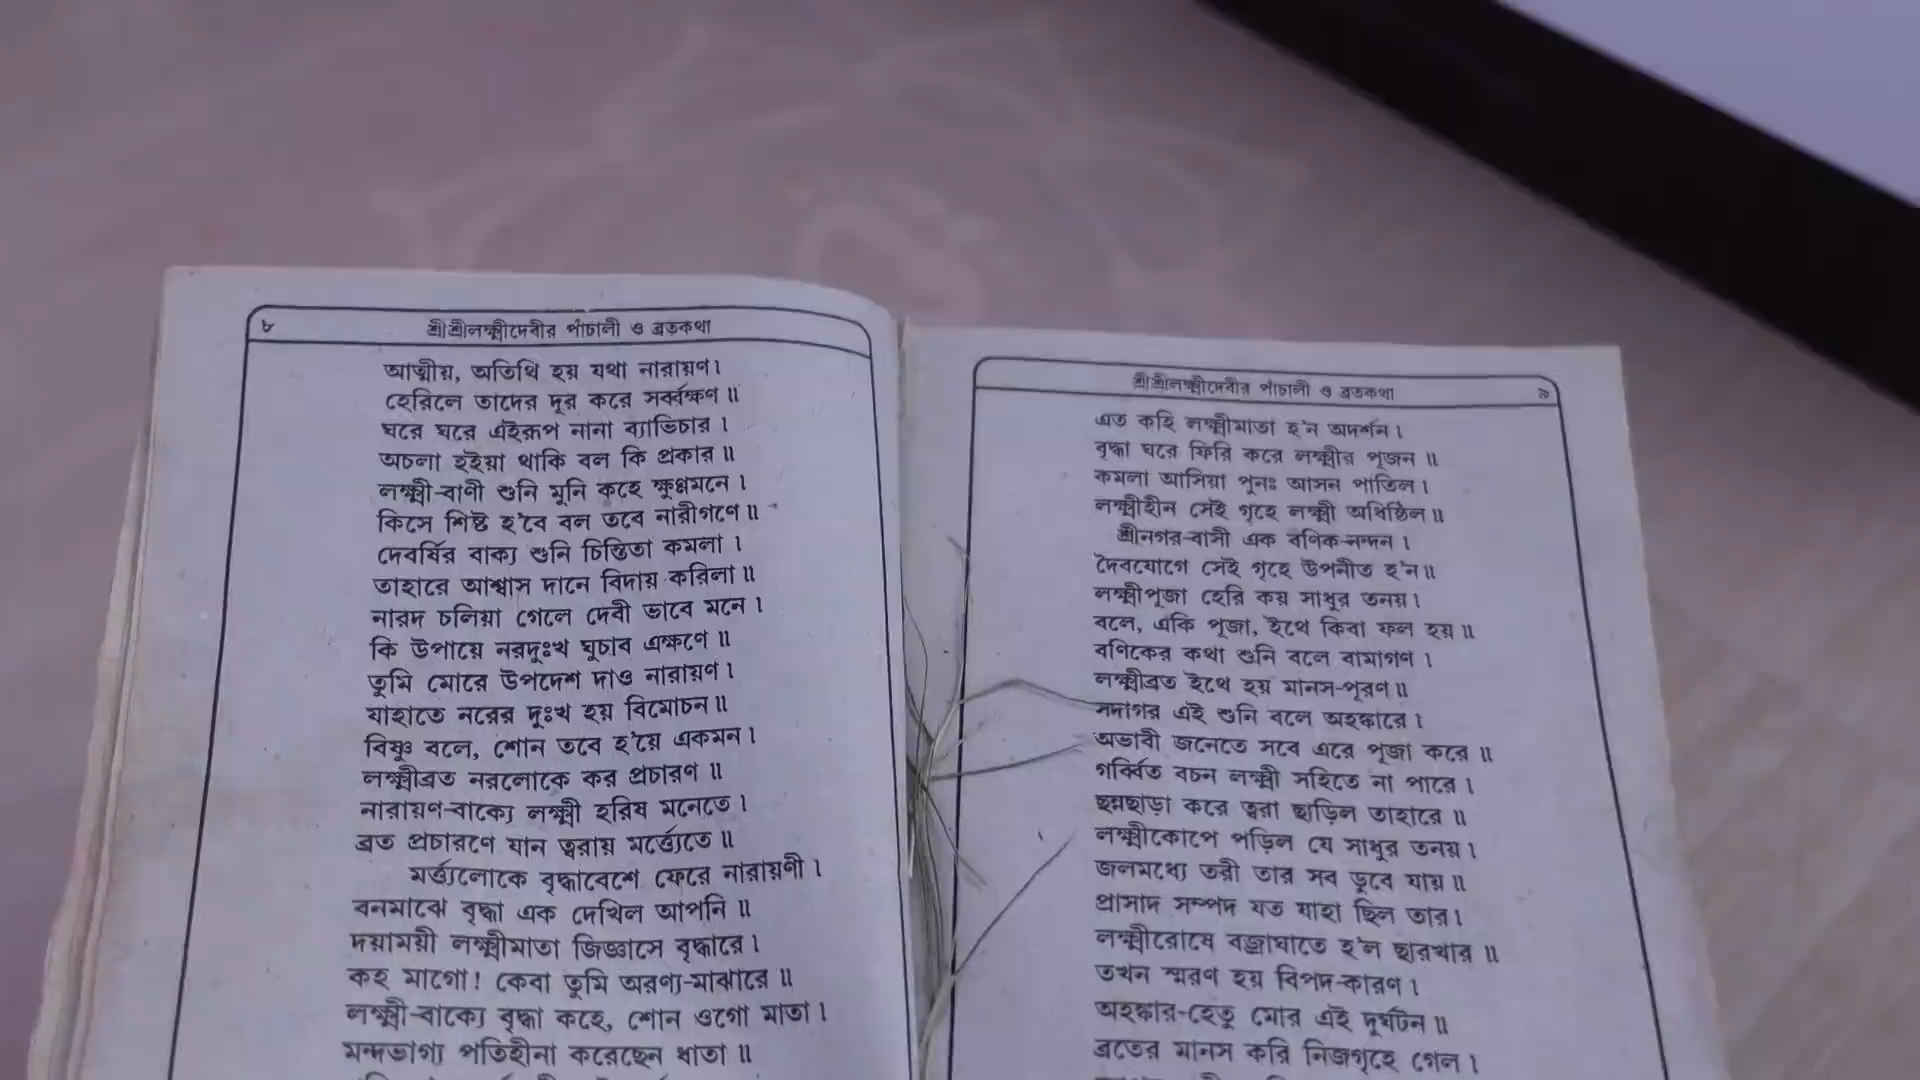 ৮
শ্রীশ্রীলক্ষ্মীদেবীর পাঁচালী ও ব্রতকথা
আত্মীয়, অতিথি হয় যথা নারায়ণ।
হেরিলে তাদের দূর করে সর্ব্বক্ষণ॥
ঘরে ঘরে এইরূপ নানা ব্যাভিচার।
অচলা হইয়া থাকি বল কি প্রকার॥
লক্ষ্মী-বাণী শুনি মুনি কহে ক্ষুণ্ণমনে।
কিসে শিষ্ট হ'বে বল তবে নারীগণে॥
দেবর্ষির বাক্য শুনি চিন্তিতা কমলা।
তাহারে আশ্বাস দানে বিদায় করিলা॥
নারদ চলিয়া গেলে দেবী ভাবে মনে।
কি উপায়ে নরদুঃখ ঘুচাব এক্ষণে॥
তুমি মোরে উপদেশ দাও নারায়ণ।
যাহাতে নরের দুঃখ হয় বিমোচন॥
বিষ্ণু বলে, শোন তবে হ'য়ে একমন।
লক্ষ্মীব্রত নরলোকে কর প্রচারণ॥
নারায়ণ-বাক্যে লক্ষ্মী হরিষ মনেতে।
ব্রত প্রচারণে যান ত্বরায় মর্ত্ত্যেতে॥
মর্ত্ত্যলোকে বৃদ্ধাবেশে ফেরে নারায়ণী।
বনমাঝে বৃদ্ধা এক দেখিল আপনি॥
দয়াময়ী লক্ষ্মীমাতা জিজ্ঞাসে বৃদ্ধারে।
কহ মাগো! কেবা তুমি অরণ্য-মাঝারে॥
লক্ষ্মী-বাক্যে বৃদ্ধা কহে, শোন ওগো মাতা।
মন্দভাগ্য পতিহীনা করেছেন ধাতা॥
শ্রীশ্রীলক্ষ্মীদেবীর পাঁচালী ও ব্রতকথা
৯
এত কহি লক্ষ্মীমাতা হ'ন অদর্শন।
বৃদ্ধা ঘরে ফিরি করে লক্ষ্মীর পূজন॥
কমলা আসিয়া পুনঃ আসন পাতিল।
লক্ষ্মীহীন সেই গৃহে লক্ষ্মী অধিষ্ঠিল॥
শ্রীনগর-বাসী এক বণিক-নন্দন।
দৈবযোগে সেই গৃহে উপনীত হ'ন॥
লক্ষ্মীপূজা হেরি কয় সাধুর তনয়।
বলে, একি পূজা, ইথে কিবা ফল হয়॥
বণিকের কথা শুনি বলে বামাগণ।
লক্ষ্মীব্রত ইথে হয় মানস-পূরণ॥
সদাগর এই শুনি বলে অহঙ্কারে।
অভাবী জনেতে সবে এরে পূজা করে॥
গর্ব্বিত বচন লক্ষ্মী সহিতে না পারে।
ছন্নছাড়া করে ত্বরা ছাড়িল তাহারে॥
লক্ষ্মীকোপে পড়িল যে সাধুর তনয়।
জলমধ্যে তরী তার সব ডুবে যায়॥
প্রাসাদ সম্পদ যত যাহা ছিল তার।
লক্ষ্মীরোষে বজ্রাঘাতে হ'ল ছারখার॥
তখন স্মরণ হয় বিপদ-কারণ।
অহঙ্কার-হেতু মোর এই দুর্ঘটন॥
ব্রতের মানস করি নিজগৃহে গেল।